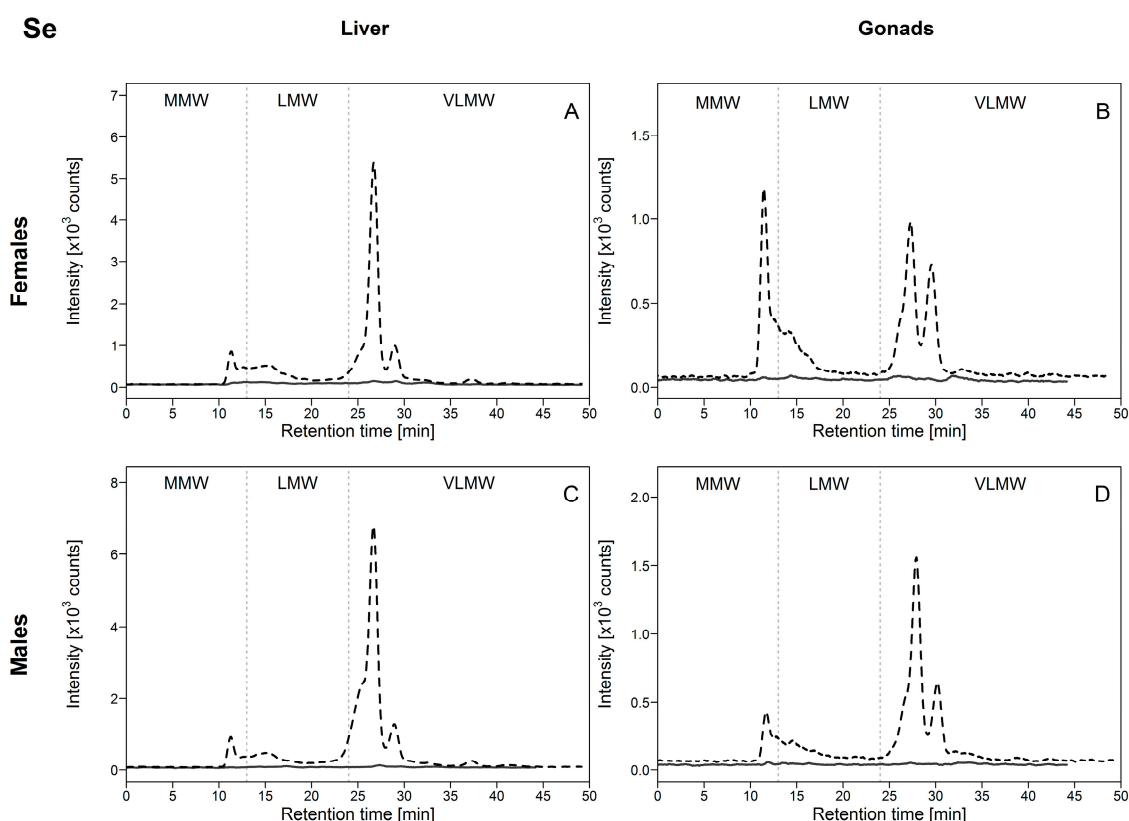 Se
Liver
Gonads
Females
Males
MMW
LMW
VLMW
A
7
6
5
4
3
2
1
0
Intensity [x10³ counts]
0 5 10 15 20 25 30 35 40 45 50
Retention time [min]
MMW
LMW
VLMW
B
1.5
1.0
0.5
0.0
Intensity [x10³ counts]
0 5 10 15 20 25 30 35 40 45 50
Retention time [min]
MMW
LMW
VLMW
C
8
6
4
2
0
Intensity [x10³ counts]
0 5 10 15 20 25 30 35 40 45 50
Retention time [min]
MMW
LMW
VLMW
D
2.0
1.5
1.0
0.5
0.0
Intensity [x10³ counts]
0 5 10 15 20 25 30 35 40 45 50
Retention time [min]